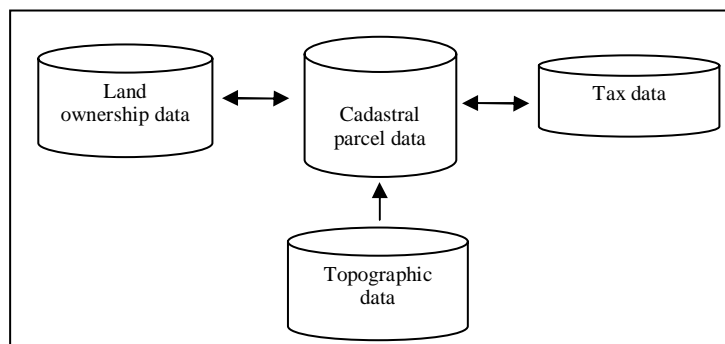 Land
ownership data
Cadastral
parcel data
Tax data
Topographic
data